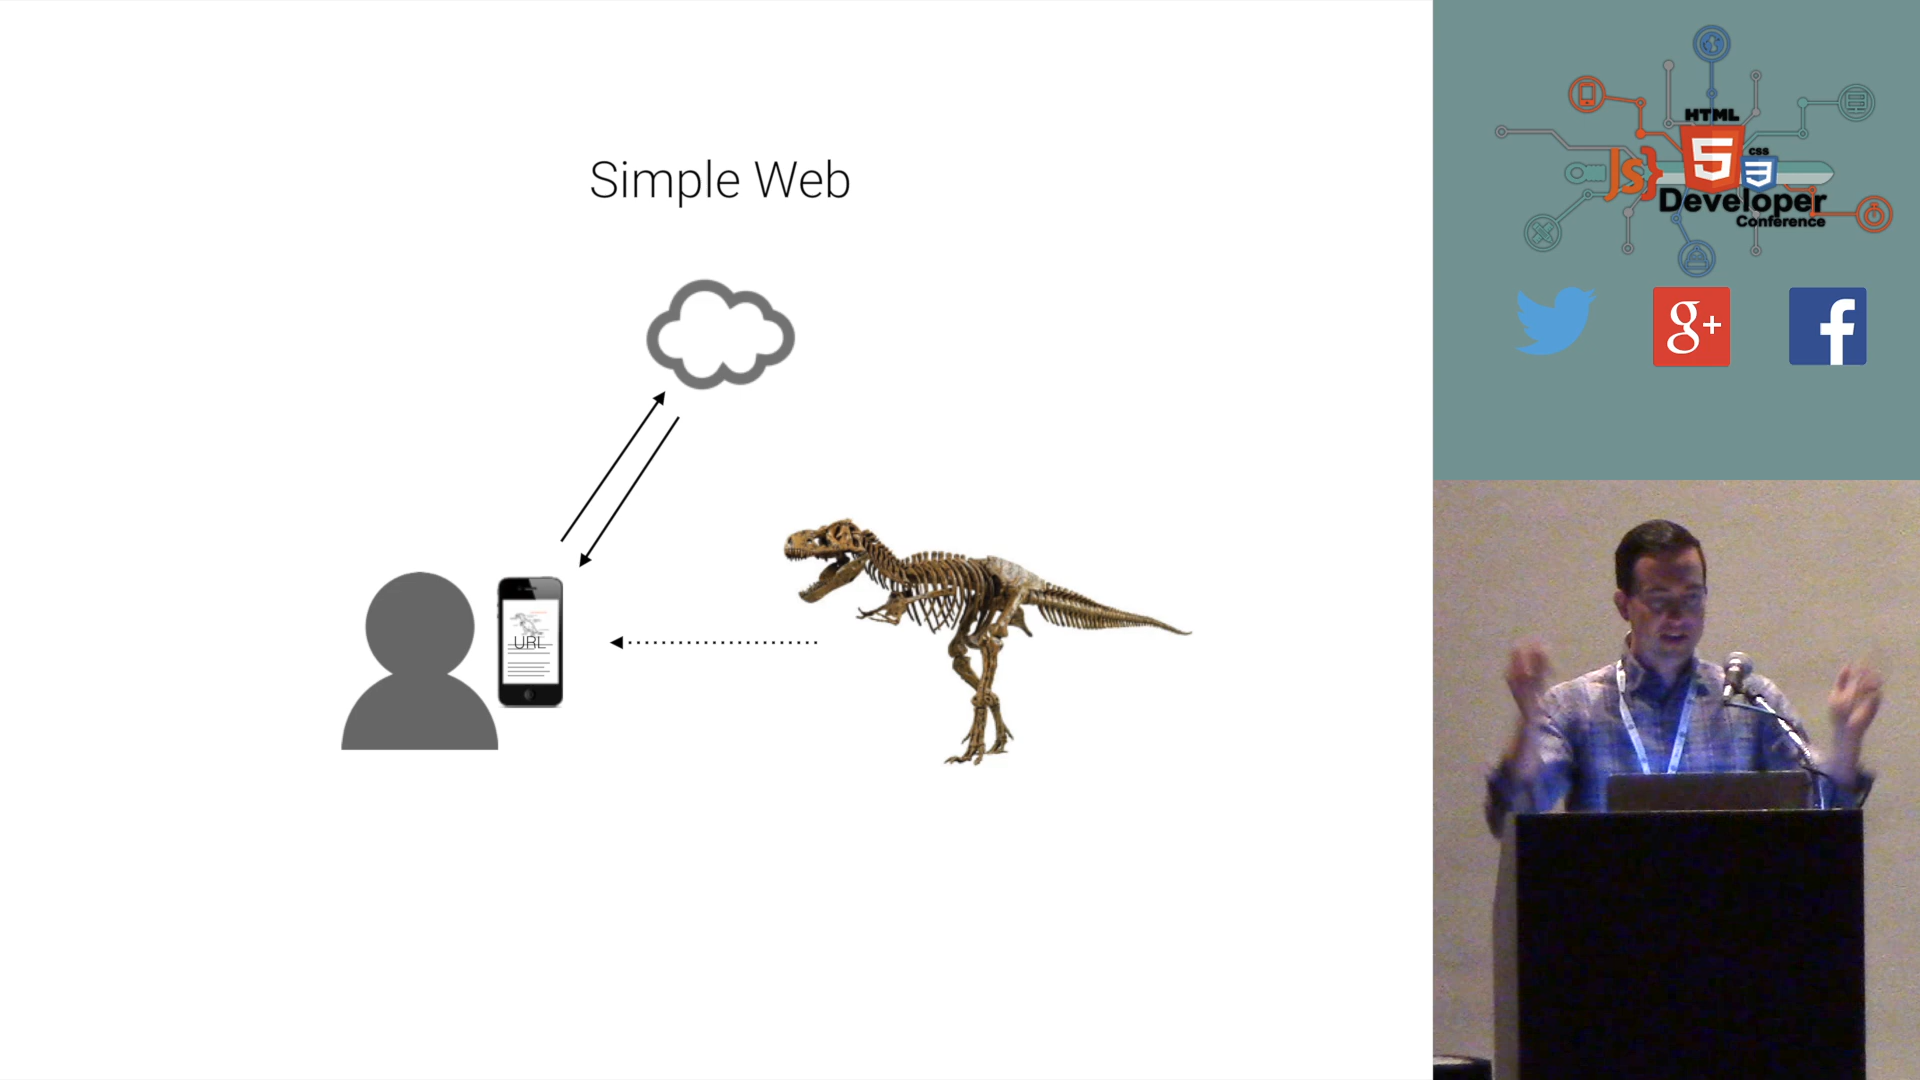 Simple Web
URL
HTML
5
JS}
CSS
3
Developer
Conference
g+
f